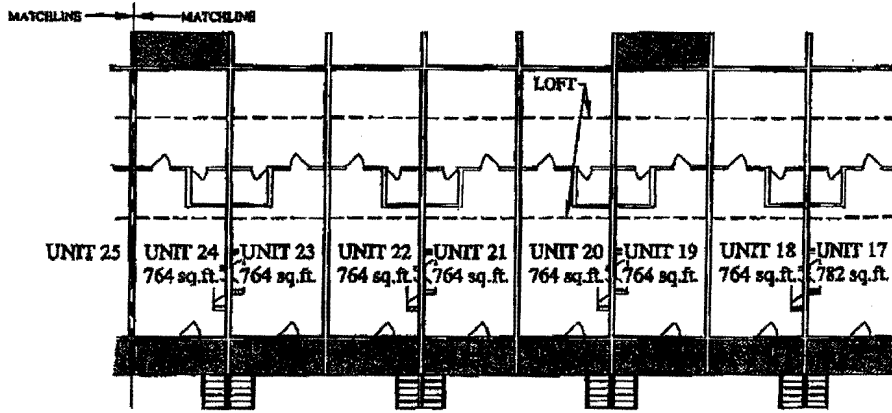 MATCHLINE MATCHLINE
LOFT
UNIT 25
UNIT 24
764 sq.ft.
UNIT 23
764 sq.ft.
UNIT 22
764 sq.ft.
UNIT 21
764 sq.ft.
UNIT 20
764 sq.ft.
UNIT 19
764 sq.ft.
UNIT 18
764 sq.ft.
UNIT 17
782 sq.ft.